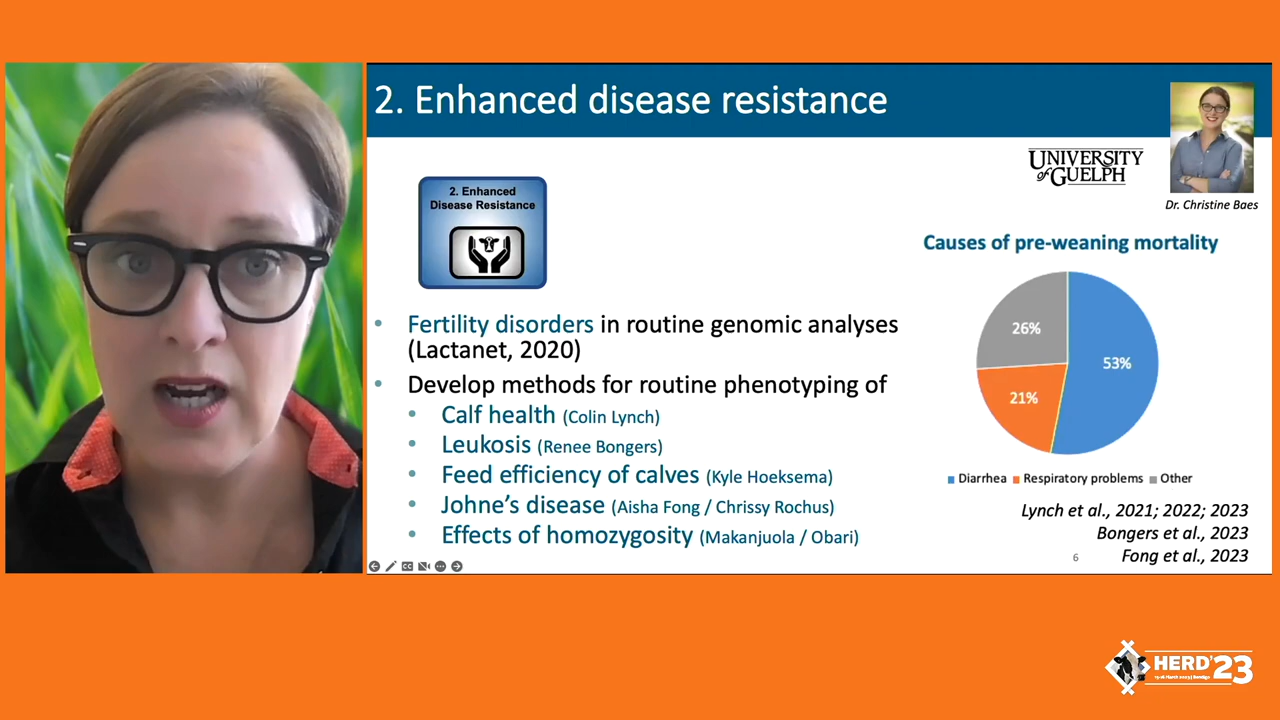 2. Enhanced disease resistance
2. Enhanced
Disease Resistance
UNIVERSITY
of GUELPH
Dr. Christine Baes
Causes of pre-weaning mortality
26%
53%
21%
Diarrhea Respiratory problems Other
• Fertility disorders in routine genomic analyses
(Lactanet, 2020)
• Develop methods for routine phenotyping of
• Calf health (Colin Lynch)
• Leukosis (Renee Bongers)
• Feed efficiency of calves (Kyle Hoeksema)
• Johne's disease (Aisha Fong / Chrissy Rochus)
• Effects of homozygosity (Makanjuola / Obari)
Lynch et al., 2021; 2022; 2023
Bongers et al., 2023
Fong et al., 2023
6
CC
HERD'23